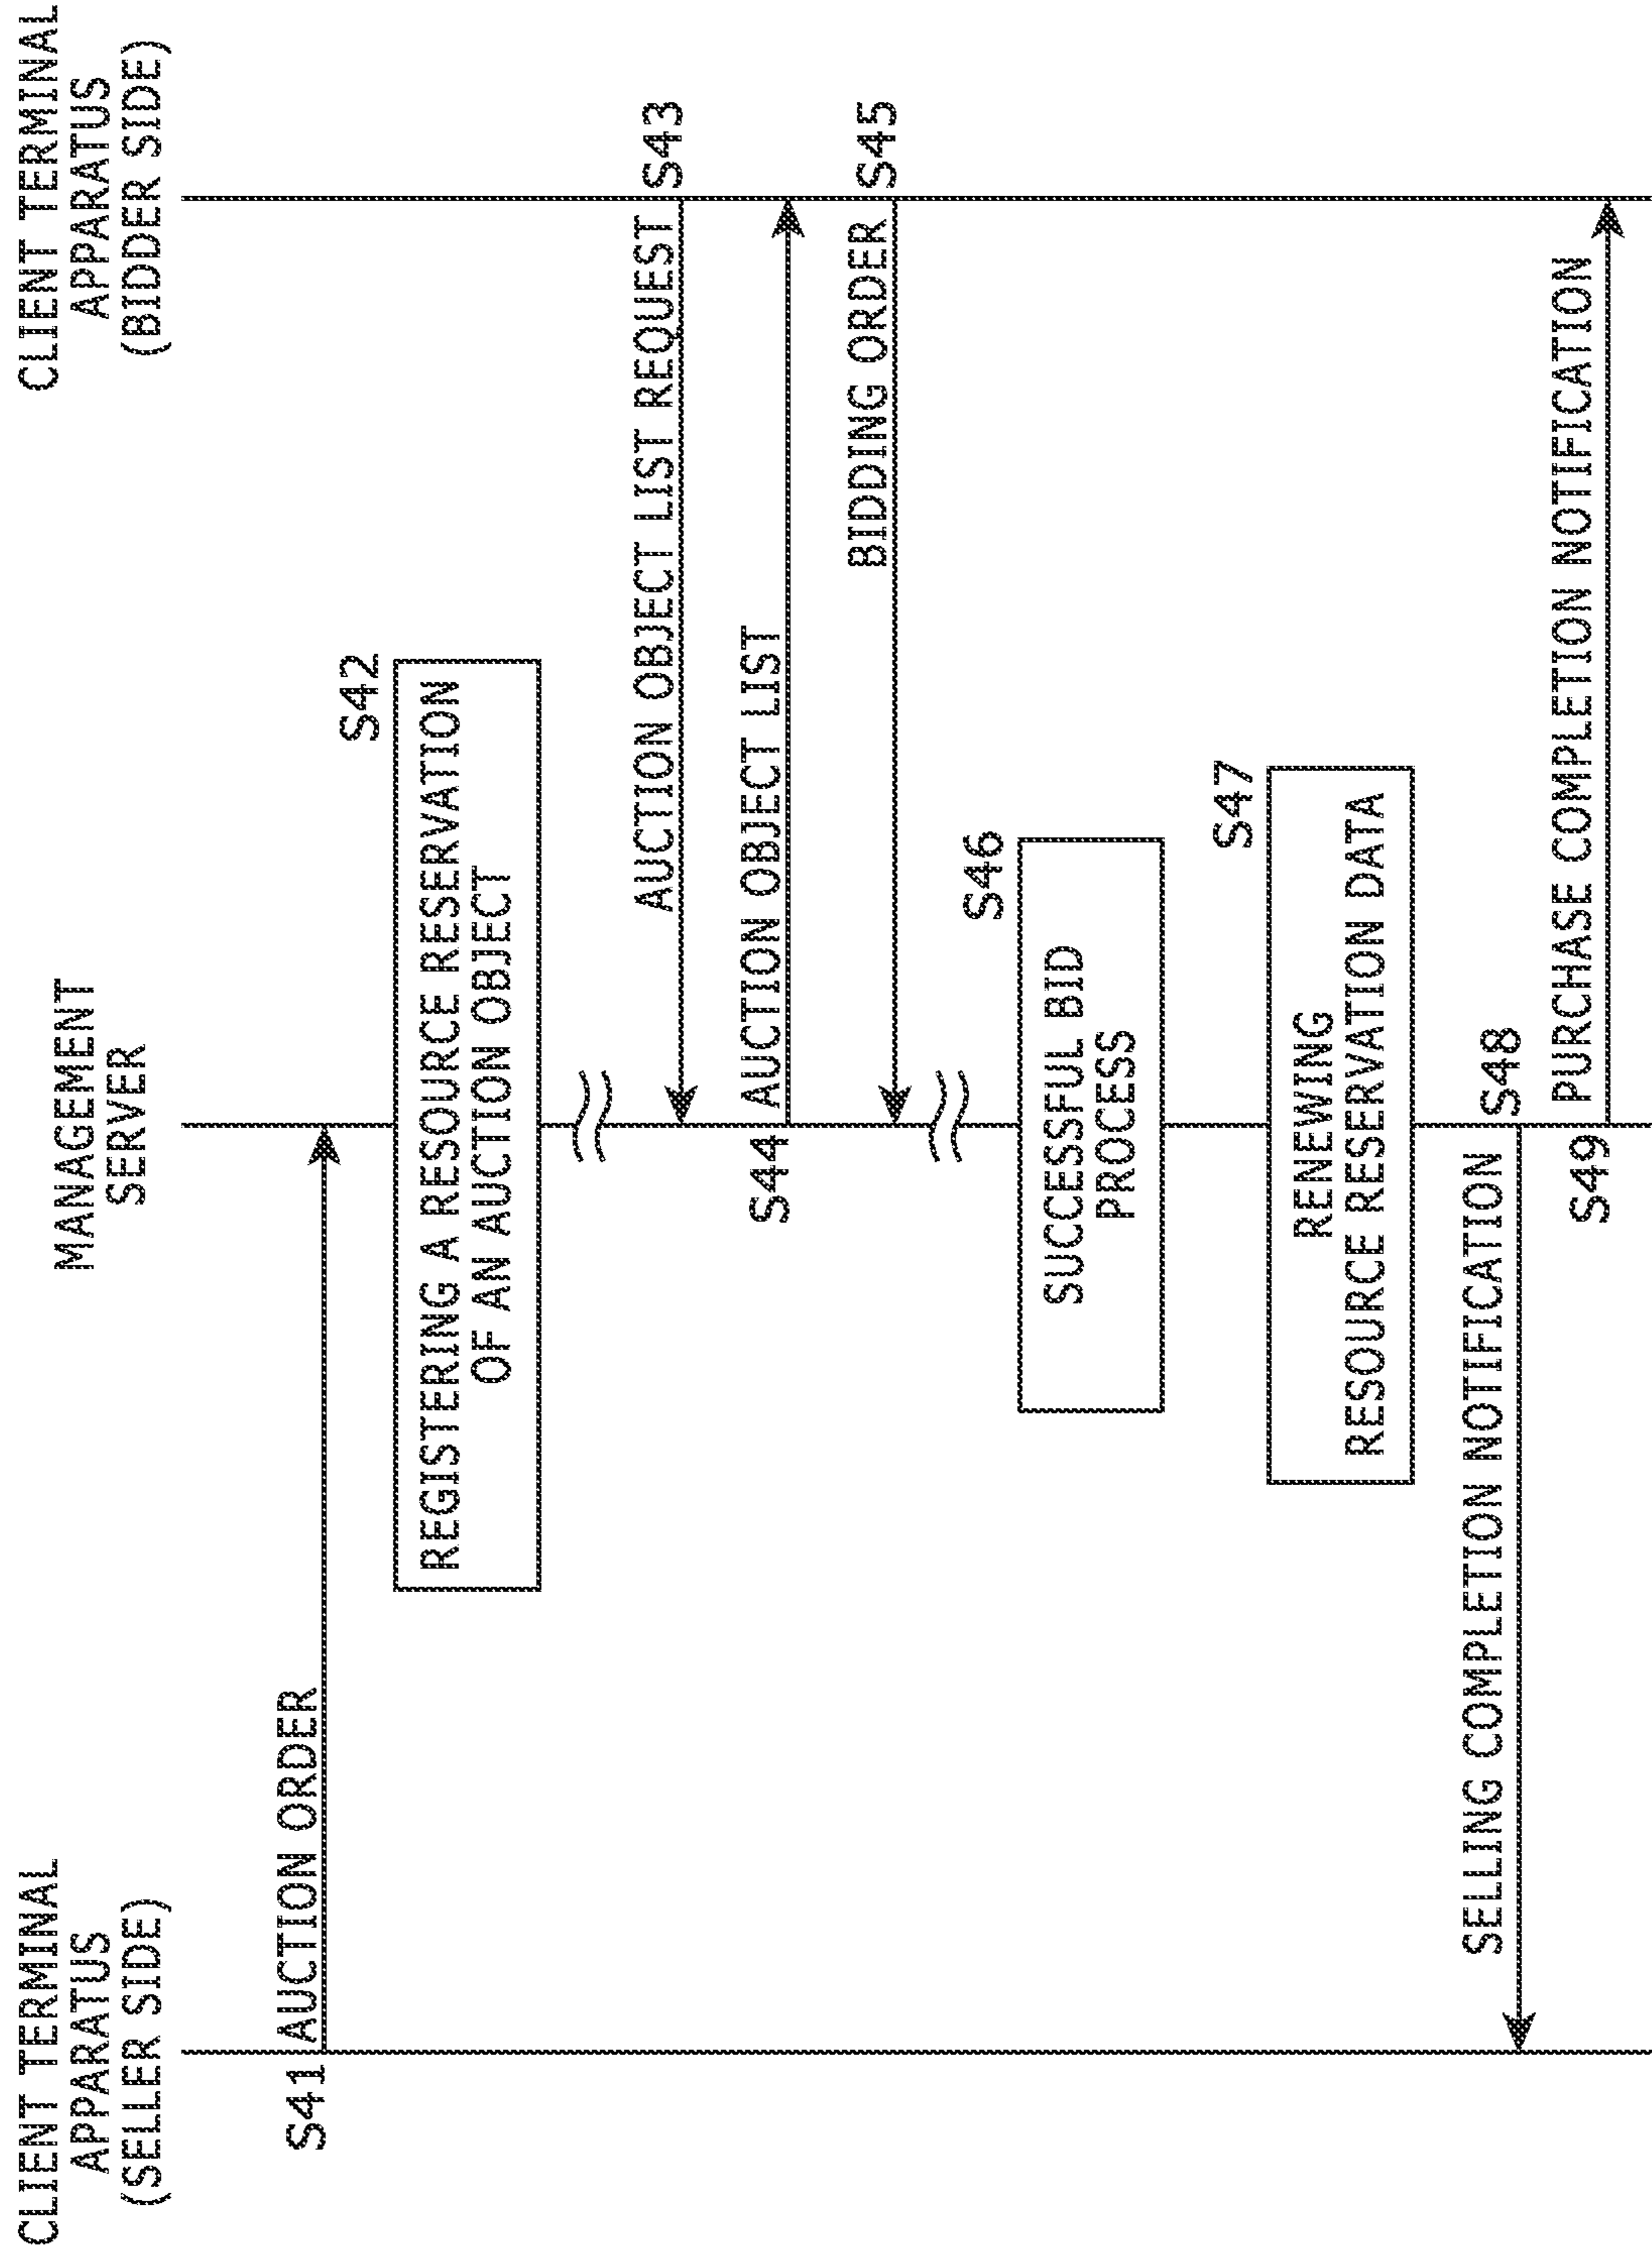 CLIENT TERMINAL
APPARATUS
(SELLER SIDE)
MANAGEMENT
SERVER
CLIENT TERMINAL
APPARATUS
(BIDDER SIDE)
S41
AUCTION ORDER
S42
REGISTERING A RESOURCE RESERVATION
OF AN AUCTION OBJECT
AUCTION OBJECT LIST REQUEST
S43
S44
AUCTION OBJECT LIST
BIDDING ORDER
S45
S46
SUCCESSFUL BID
PROCESS
S47
RENEWING
RESOURCE RESERVATION DATA
SELLING COMPLETION NOTIFICATION
S48
S49
PURCHASE COMPLETION NOTIFICATION